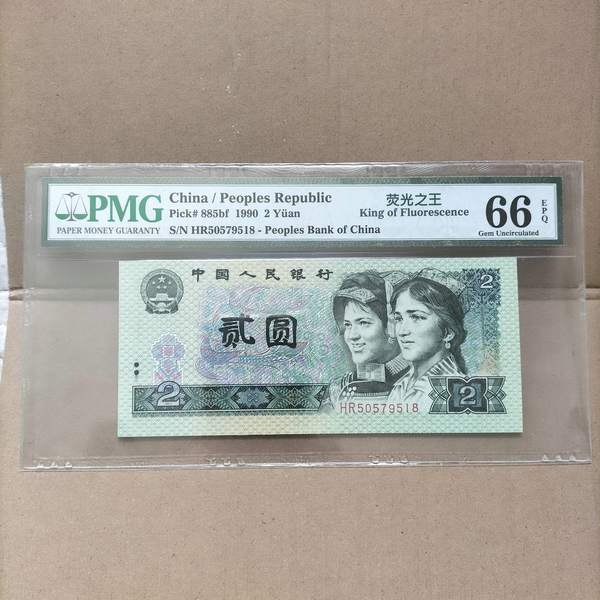 PMG
PAPER MONEY GUARANTY
China / Peoples Republic
Pick# 885bf 1990 2 Yüan
S/N HR50579518 - Peoples Bank of China
荧光之王
King of Fluorescence
66
EPQ
Gem Uncirculated
中国人民银行
2
贰圆
2
HR50579518
2